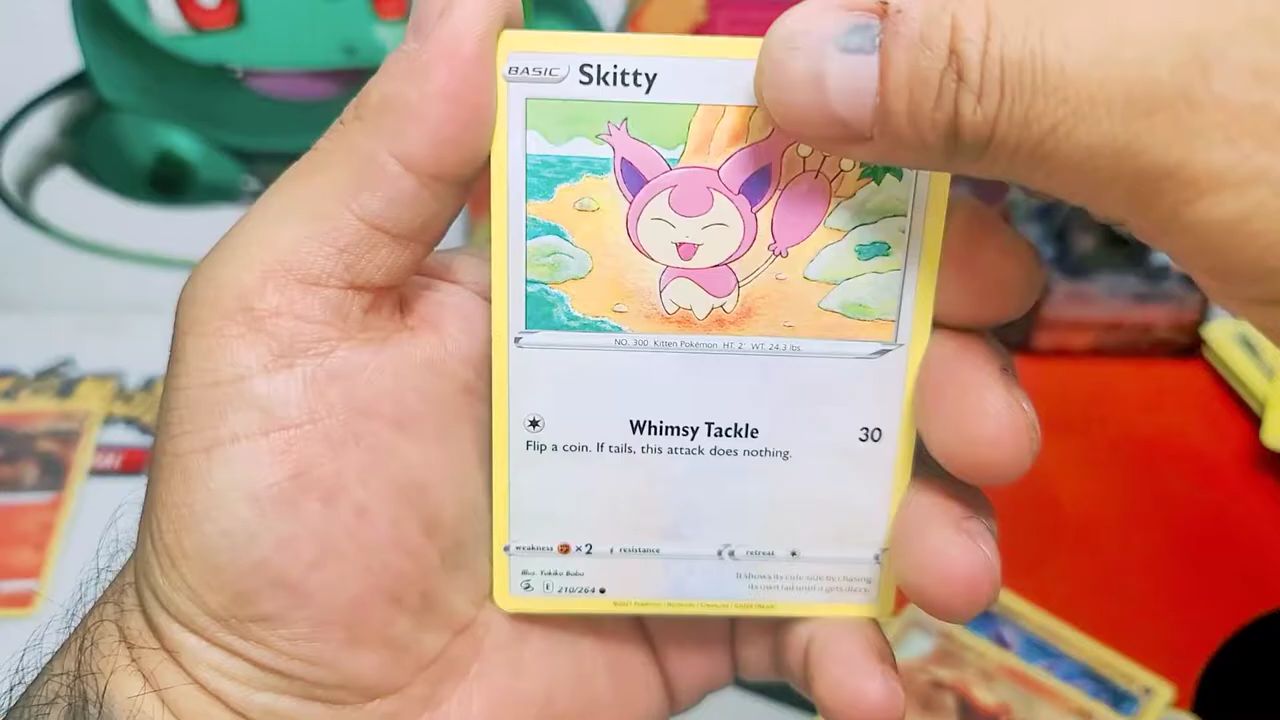 BASIC Skitty
NO. 300 Kitten Pokémon HT. 2' WT. 24.3 lbs.
Whimsy Tackle 30
Flip a coin. If tails, this attack does nothing.
weakness ×2 resistance retreat
Illus. Yukiko Baba
It shows its cute side by chasing
its own tail until it gets dizzy.
E 210/264